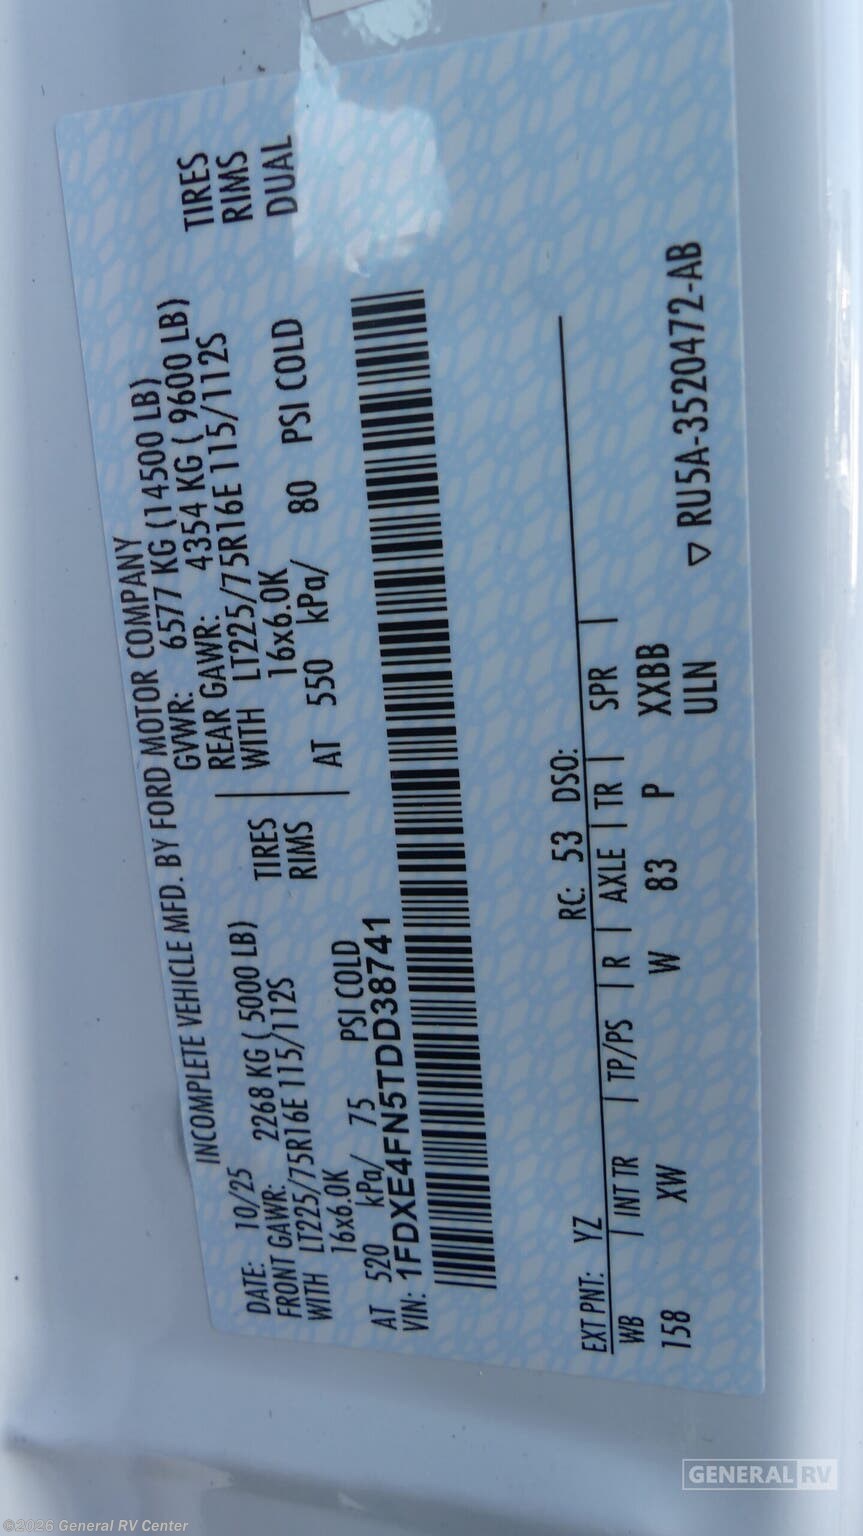 INCOMPLETE VEHICLE MFD. BY FORD MOTOR COMPANY
DATE: 10/25 GVWR: 6577 KG (14500 LB)
FRONT GAWR: 2268 KG ( 5000 LB) REAR GAWR: 4354 KG ( 9600 LB)
WITH LT225/75R16E 115/112S TIRES WITH LT225/75R16E 115/112S TIRES
16x6.0K RIMS 16x6.0K RIMS
AT 520 kPa/ 75 PSI COLD AT 550 kPa/ 80 PSI COLD DUAL
VIN: 1FDXE4FN5TDD38741
EXT PNT: YZ RC: 53 DSO:
WB | INT TR | TP/PS | R | AXLE | TR | SPR |
158 XW W 83 P XXBB
ULN
▽ RU5A-3520472-AB
GENERAL RV
©2026 General RV Center